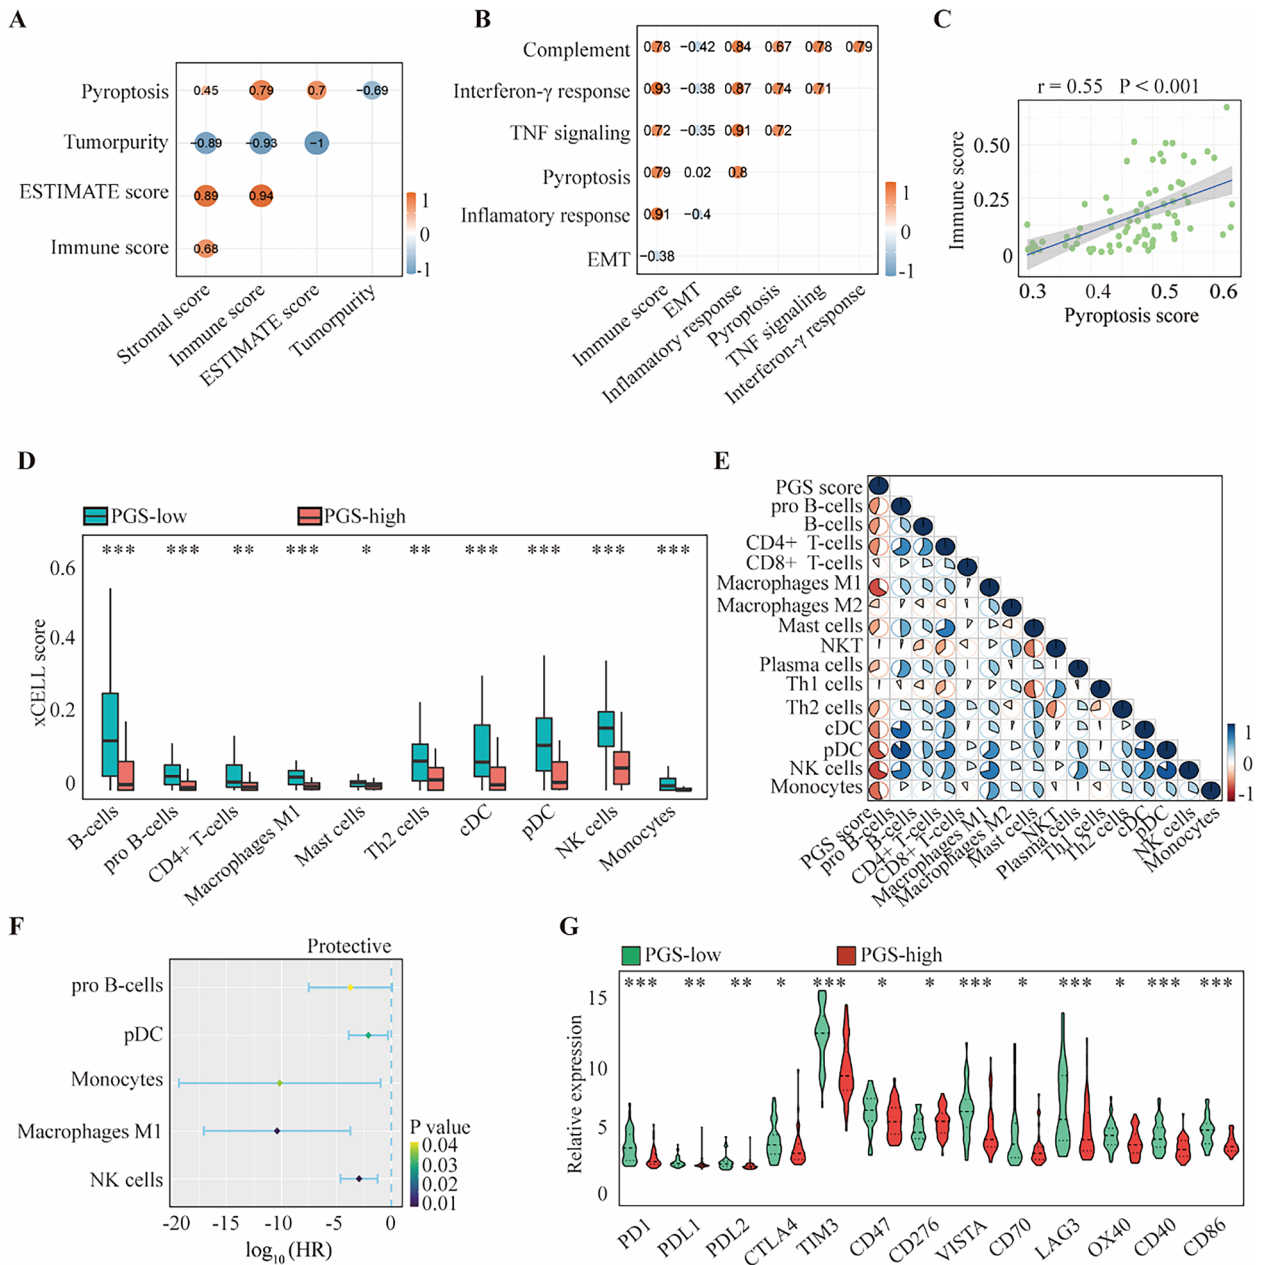 A
Pyroptosis 0.45 0.79 0.7 −0.69
Tumorpurity −0.89 −0.93 −1
ESTIMATE score 0.89 0.94
Immune score 0.68
1
0
-1
Stromal score Immune score ESTIMATE score Tumorpurity
B
Complement 0.78 −0.42 0.84 0.67 0.78 0.79
Interferon-γ response 0.93 −0.38 0.87 0.74 0.71
TNF signaling 0.72 −0.35 0.91 0.72
Pyroptosis 0.79 0.02 0.8
Inflamatory response 0.91 −0.4
EMT −0.38
1
0
-1
Immune score EMT Inflamatory response Pyroptosis TNF signaling Interferon-γ response
C
r = 0.55 P < 0.001
Immune score
0.50
0.25
0
0.3 0.4 0.5 0.6
Pyroptosis score
D
PGS-low PGS-high
*** *** ** *** * ** *** *** *** ***
xCELL score
0.6
0.4
0.2
0
B-cells pro B-cells CD4+ T-cells Macrophages M1 Mast cells Th2 cells cDC pDC NK cells Monocytes
E
PGS score
pro B-cells
B-cells
CD4+ T-cells
CD8+ T-cells
Macrophages M1
Macrophages M2
Mast cells
NKT
Plasma cells
Th1 cells
Th2 cells
cDC
pDC
NK cells
Monocytes
1
0
-1
PGS score pro B-cells B-cells CD4+ T-cells CD8+ T-cells Macrophages M1 Macrophages M2 Mast cells NKT Plasma cells Th1 cells Th2 cells cDC pDC NK cells Monocytes
F
Protective
pro B-cells
pDC
Monocytes
Macrophages M1
NK cells
P value
0.04
0.03
0.02
0.01
-20 -15 -10 -5 0
log10 (HR)
G
PGS-low PGS-high
*** ** ** * *** * * *** * *** * *** ***
Relative expression
15
10
5
0
PD1 PDL1 PDL2 CTLA4 TIM3 CD47 CD276 VISTA CD70 LAG3 OX40 CD40 CD86